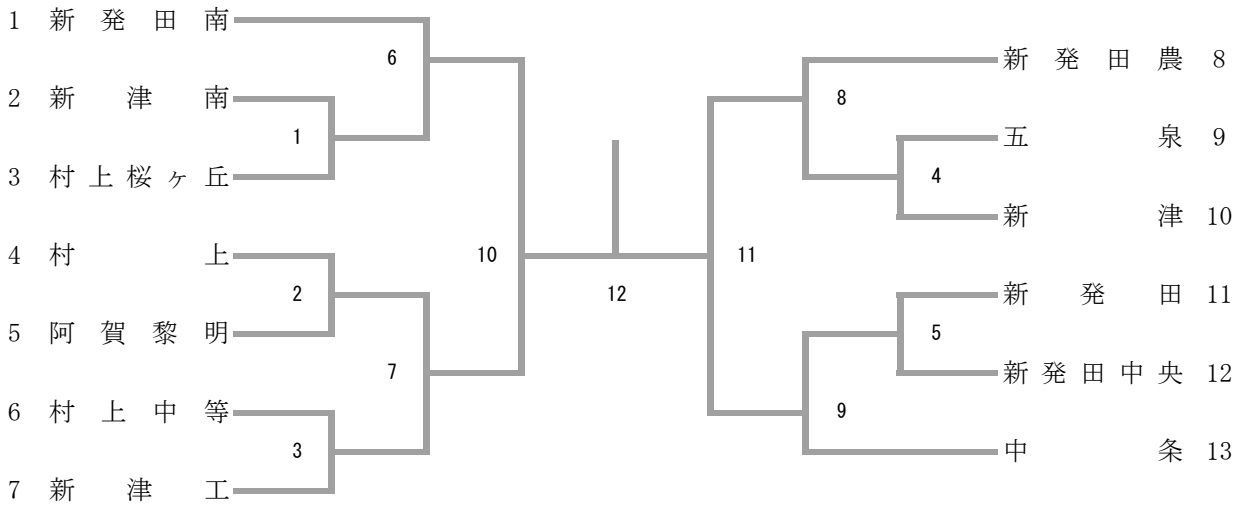 1 新発田南
6
新発田農 8
2 新津南
8
1
五泉 9
3 村上桜ヶ丘
4
新津 10
4 村上
10
11
2
12
新発田 11
5 阿賀黎明
5
7
新発田中央 12
6 村上中等
9
3
中条 13
7 新津工